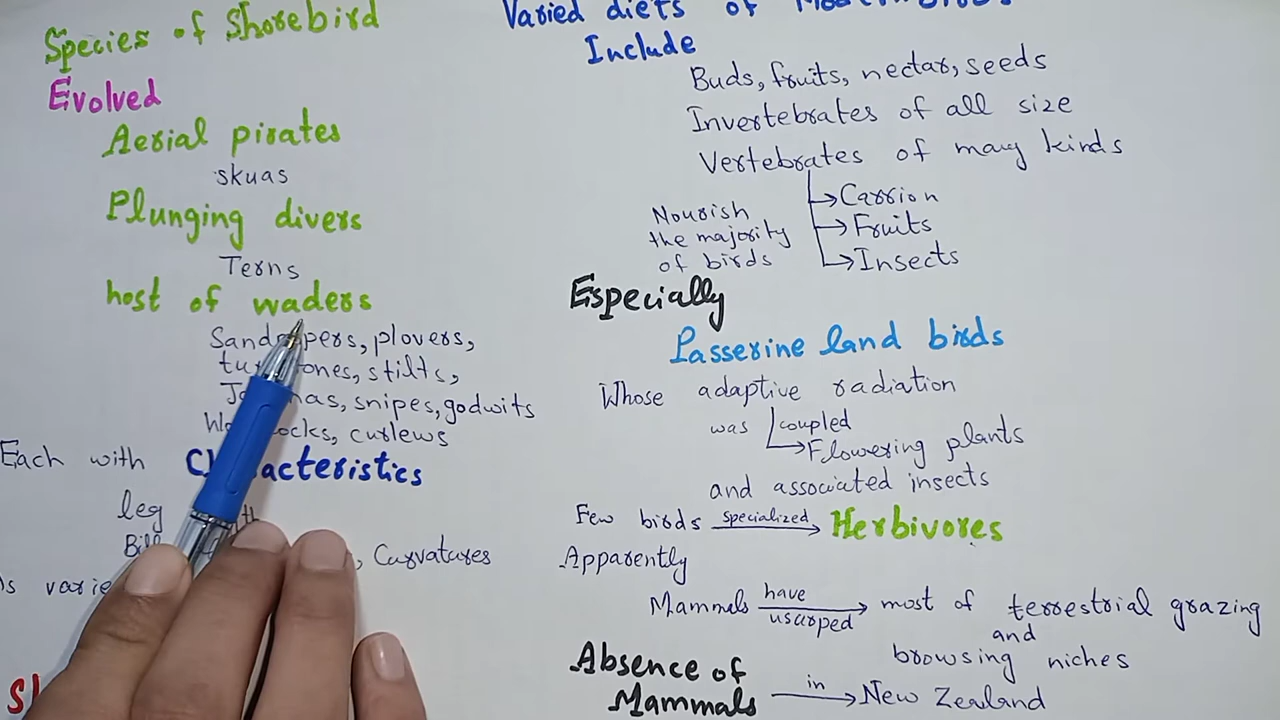 Species of Shorebird
Evolved
Aerial pirates
skuas
Plunging divers
Terns
host of waders
plovers,
stilts,
snipes, godwits
curlews
Each with
leg
Curvatures
Varied diets of
Include
Buds, fruits, nectar, seeds
Invertebrates of all size
Vertebrates of many kinds
Carrion
Fruits
Insects
Nourish
the majority
of birds
Especially
Passerine land birds
Whose adaptive radiation
was coupled
Flowering plants
and associated insects
Few birds specialized Herbivores
Apparently
Mammals have usurped most of terrestrial grazing
and
browsing niches
Absence of
Mammals in New Zealand